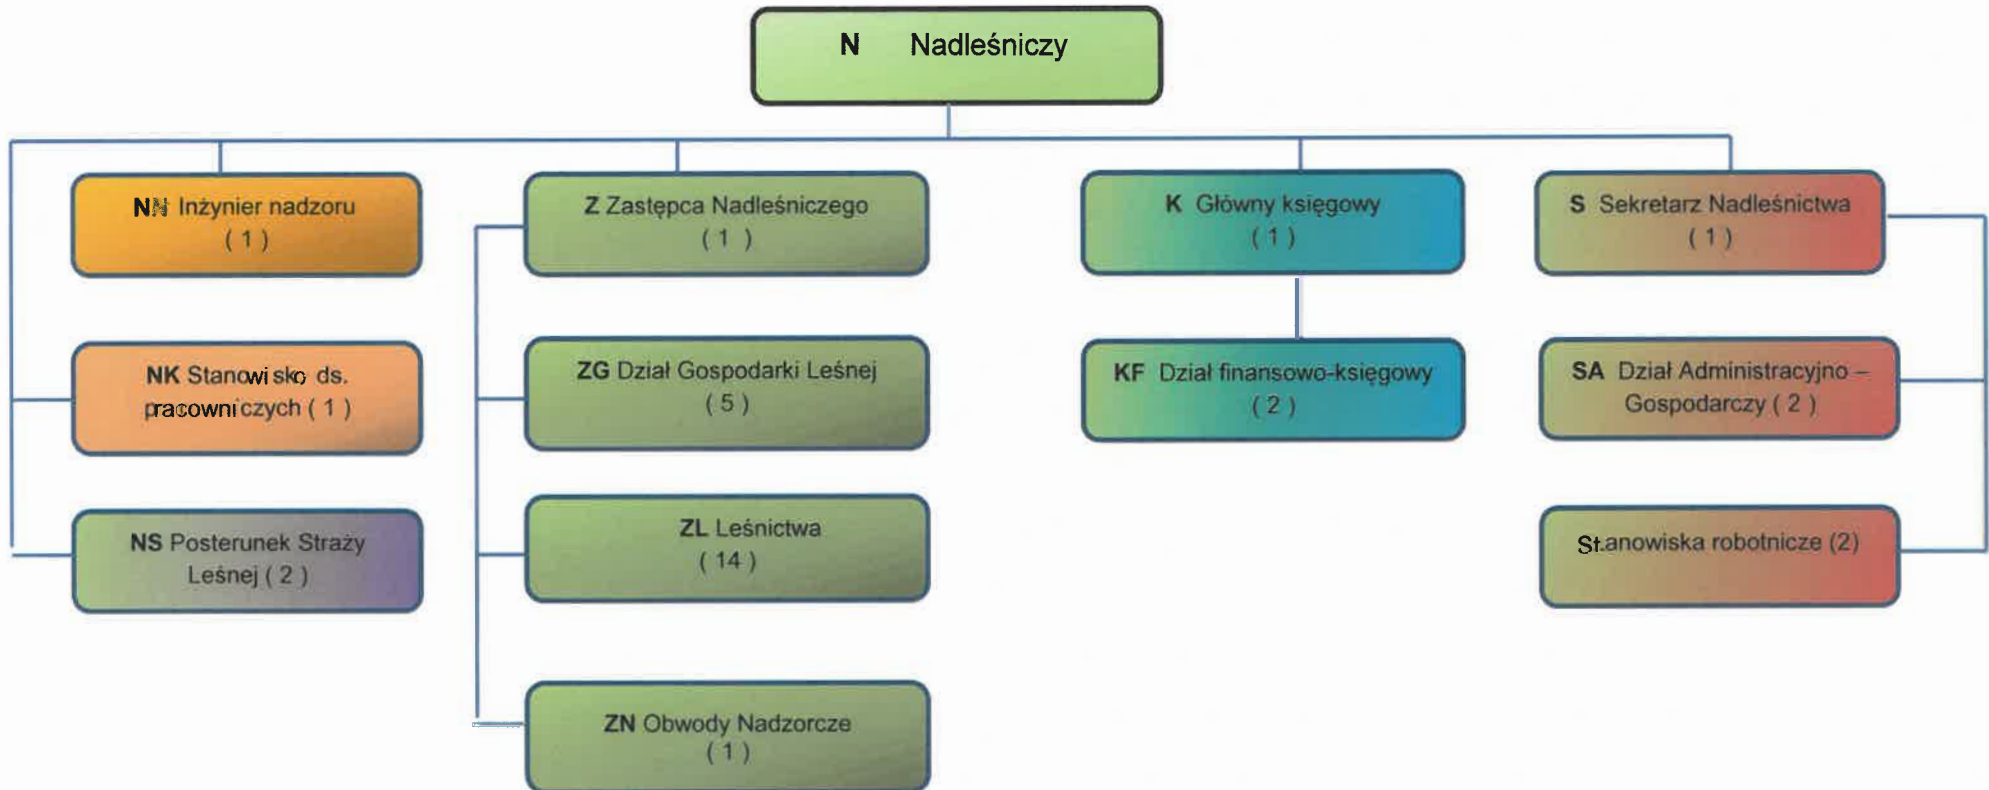 N Nadleśniczy
NN Inżynier nadzoru
( 1 )
Z Zastępca Nadleśniczego
( 1 )
K Główny księgowy
( 1 )
S Sekretarz Nadleśnictwa
( 1 )
NK Stanowisko ds.
pracowniczych ( 1 )
ZG Dział Gospodarki Leśnej
( 5 )
KF Dział finansowo-księgowy
( 2 )
SA Dział Administracyjno –
Gospodarczy ( 2 )
NS Posterunek Straży
Leśnej ( 2 )
ZL Leśnictwa
( 14 )
Stanowiska robotnicze (2)
ZN Obwody Nadzorcze
( 1 )